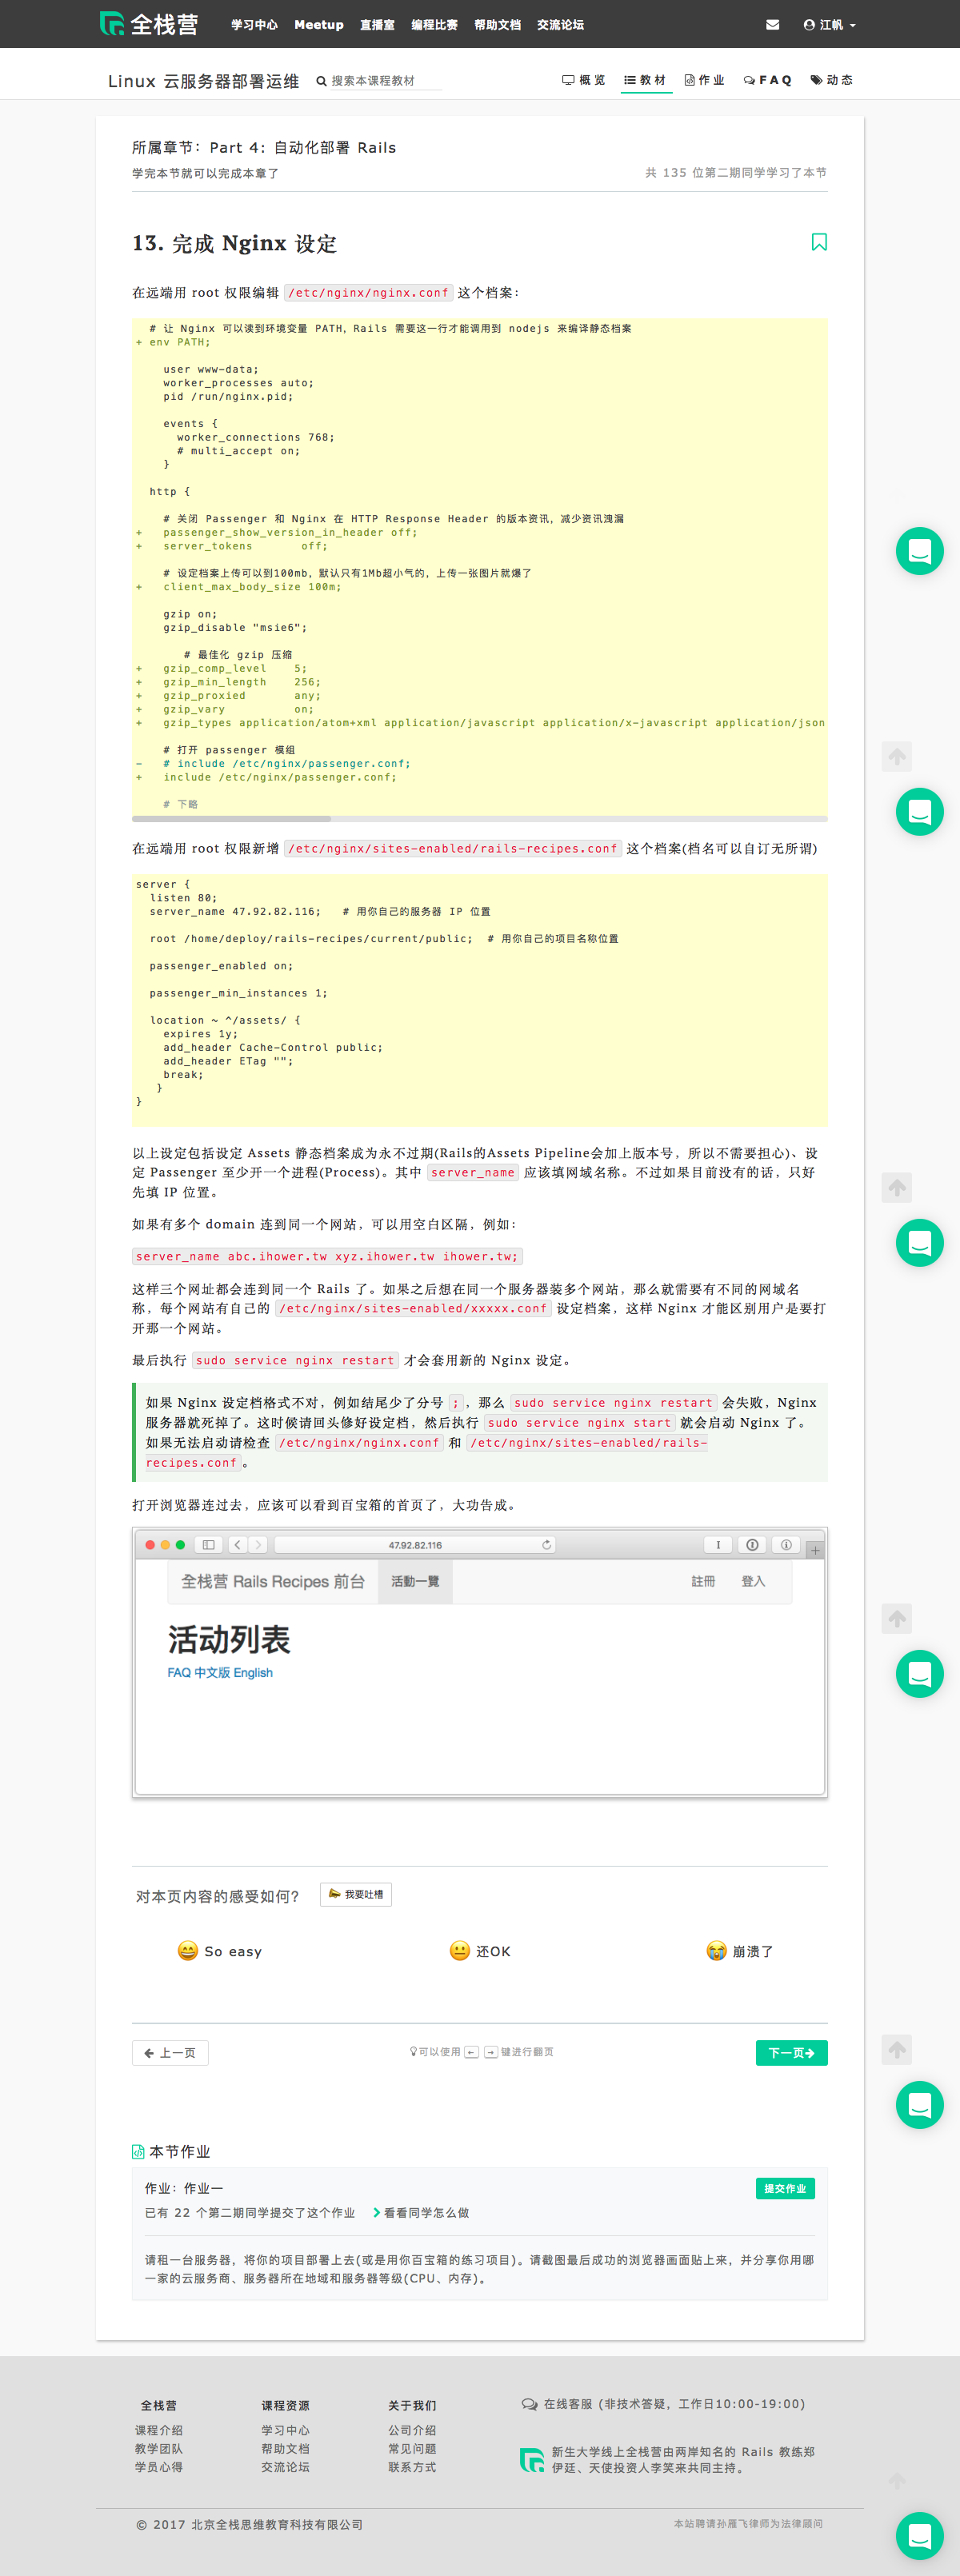 全栈营
学习中心 Meetup 直播室 编程比赛 帮助文档 交流论坛
江帆
Linux 云服务器部署运维
搜索本课程教材
概览 教材 作业 FAQ 动态
所属章节：Part 4: 自动化部署 Rails
学完本节就可以完成本章了
共 135 位第二期同学学习了本节
13. 完成 Nginx 设定
在远端用 root 权限编辑 /etc/nginx/nginx.conf 这个档案：
# 让 Nginx 可以读到环境变量 PATH，Rails 需要这一行才能调用到 nodejs 来编译静态档案
+ env PATH;
user www-data;
worker_processes auto;
pid /run/nginx.pid;
events {
worker_connections 768;
# multi_accept on;
}
http {
# 关闭 Passenger 和 Nginx 在 HTTP Response Header 的版本资讯，减少资讯洩漏
+ passenger_show_version_in_header off;
+ server_tokens off;
# 设定档案上传可以到100mb，默认只有1Mb超小气的，上传一张图片就爆了
+ client_max_body_size 100m;
gzip on;
gzip_disable "msie6";
# 最佳化 gzip 压缩
+ gzip_comp_level 5;
+ gzip_min_length 256;
+ gzip_proxied any;
+ gzip_vary on;
+ gzip_types application/atom+xml application/javascript application/x-javascript application/json
# 打开 passenger 模组
- # include /etc/nginx/passenger.conf;
+ include /etc/nginx/passenger.conf;
# 下略
在远端用 root 权限新增 /etc/nginx/sites-enabled/rails-recipes.conf 这个档案(档名可以自订无所谓)
server {
listen 80;
server_name 47.92.82.116; # 用你自己的服务器 IP 位置
root /home/deploy/rails-recipes/current/public; # 用你自己的项目名称位置
passenger_enabled on;
passenger_min_instances 1;
location ~ ^/assets/ {
expires 1y;
add_header Cache-Control public;
add_header ETag "";
break;
}
}
以上设定包括设定 Assets 静态档案成为永不过期(Rails的Assets Pipeline会加上版本号，所以不需要担心)、设
定 Passenger 至少开一个进程(Process)。其中 server_name 应该填网域名称。不过如果目前没有的话，只好
先填 IP 位置。
如果有多个 domain 连到同一个网站，可以用空白区隔，例如：
server_name abc.ihower.tw xyz.ihower.tw ihower.tw;
这样三个网址都会连到同一个 Rails 了。如果之后想在同一个服务器装多个网站，那么就需要有不同的网域名
称，每个网站有自己的 /etc/nginx/sites-enabled/xxxxx.conf 设定档案，这样 Nginx 才能区别用户是要打
开那一个网站。
最后执行 sudo service nginx restart 才会套用新的 Nginx 设定。
如果 Nginx 设定档格式不对，例如结尾少了分号 ;，那么 sudo service nginx restart 会失败，Nginx
服务器就死掉了。这时候请回头修好设定档，然后执行 sudo service nginx start 就会启动 Nginx 了。
如果无法启动请检查 /etc/nginx/nginx.conf 和 /etc/nginx/sites-enabled/rails-
recipes.conf。
打开浏览器连过去，应该可以看到百宝箱的首页了，大功告成。
47.92.82.116
全栈营 Rails Recipes 前台 活動一覽 註冊 登入
活动列表
FAQ 中文版 English
对本页内容的感受如何？ 我要吐槽
So easy 还OK 崩溃了
← 上一页
可以使用 ← → 键进行翻页
下一页→
本节作业
作业：作业一
提交作业
已有 22 个第二期同学提交了这个作业 看看同学怎么做
请租一台服务器，将你的项目部署上去(或是用你百宝箱的练习项目)。请截图最后成功的浏览器画面贴上来，并分享你用哪
一家的云服务商、服务器所在地域和服务器等级(CPU、内存)。
全栈营 课程资源 关于我们
课程介绍 学习中心 公司介绍
教学团队 帮助文档 常见问题
学员心得 交流论坛 联系方式
在线客服 (非技术答疑，工作日10:00-19:00)
新生大学线上全栈营由两岸知名的 Rails 教练郑
伊廷、天使投资人李笑来共同主持。
© 2017 北京全栈思维教育科技有限公司
本站聘请孙雁飞律师为法律顾问